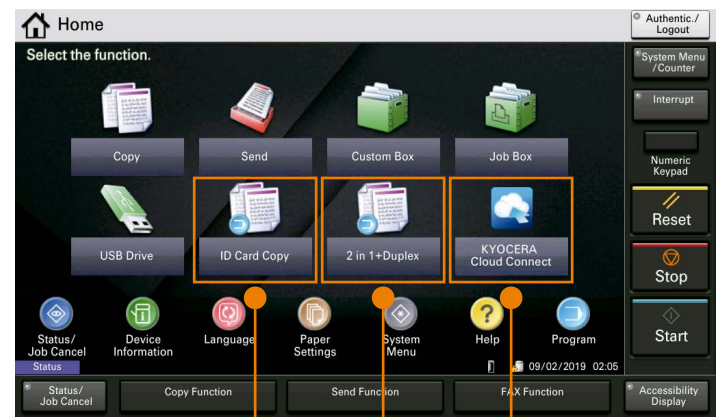 Home
Authentic./
Logout
Select the function.
System Menu
/Counter
Interrupt
Copy
Send
Custom Box
Job Box
Numeric
Keypad
Reset
USB Drive
ID Card Copy
2 in 1+Duplex
KYOCERA
Cloud Connect
Stop
Status/
Job Cancel
Device
Information
Language
Paper
Settings
System
Menu
Help
Program
Start
Status
09/02/2019 02:05
Status/
Job Cancel
Copy Function
Send Function
FAX Function
Accessibility
Display